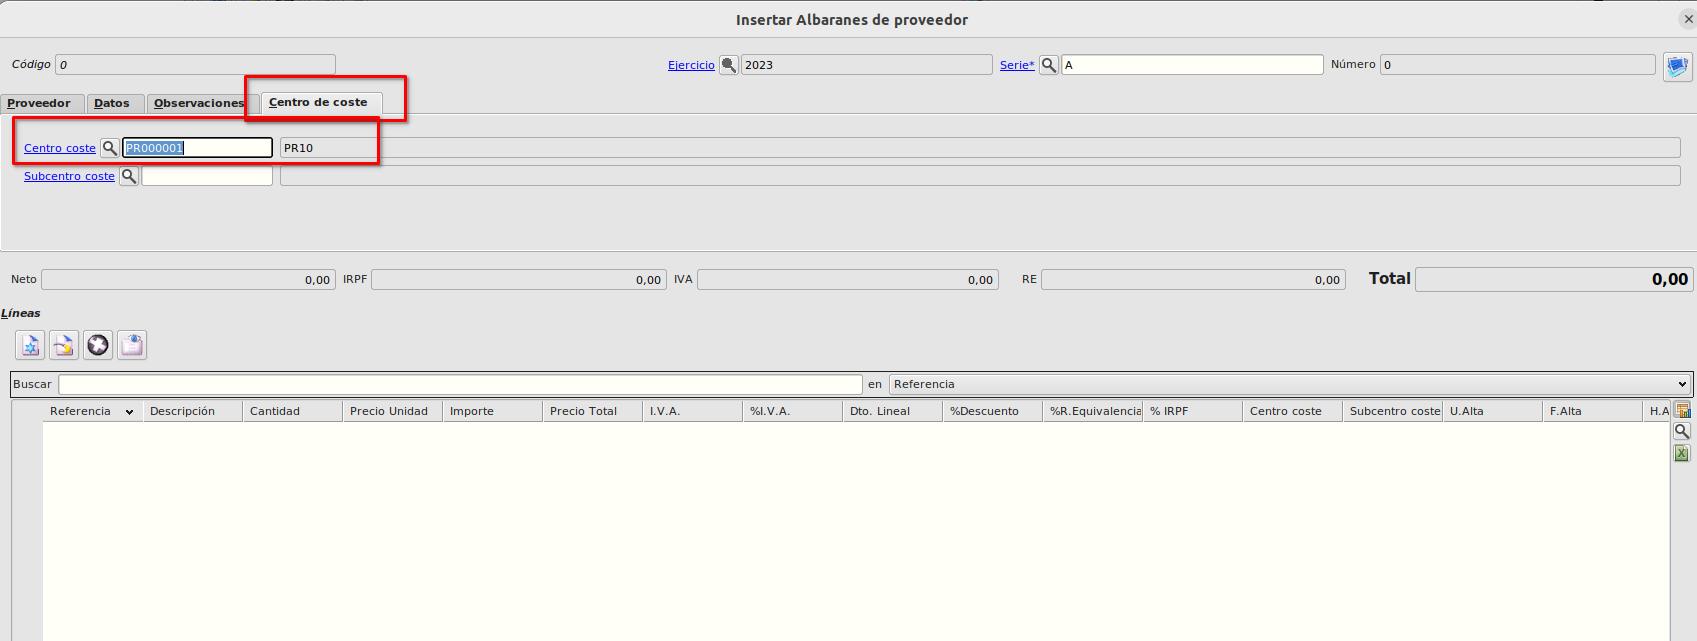 Insertar Albaranes de proveedor
Código 0 Ejercicio 2023 Serie* A Número 0
Proveedor Datos Observaciones Centro de coste
Centro coste PR000001 PR10
Subcentro coste
Neto 0,00 IRPF 0,00 IVA 0,00 RE 0,00 Total 0,00
Líneas
Buscar en Referencia
Referencia Descripción Cantidad Precio Unidad Importe Precio Total I.V.A. %I.V.A. Dto. Lineal %Descuento %R.Equivalencia % IRPF Centro coste Subcentro coste U.Alta F.Alta H.A